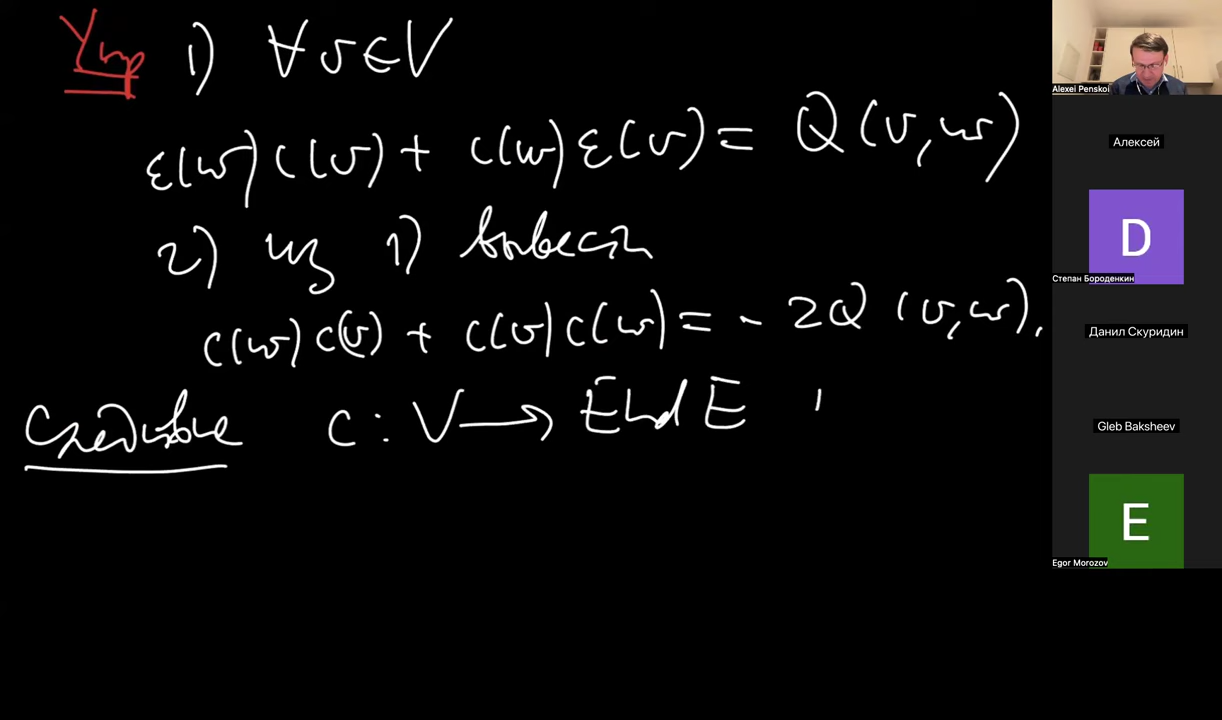 Упр 1) ∀ v ∈ V
ε(w) c(v) + c(w) ε(v) = Q(v, w)
2) из 1) вывести
c(w) c(v) + c(v) c(w) = - 2Q (v, w),
Следствие c : V → End E
Alexei Penskoi
Алексей
D
Степан Бороденкин
Данил Скуридин
Gleb Baksheev
E
Egor Morozov